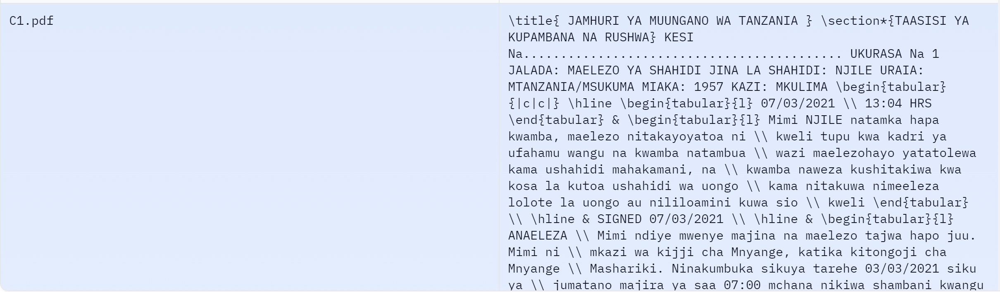 C1.pdf
\title{ JAMHURI YA MUUNGANO WA TANZANIA } \section*{TAASISI YA
KUPAMBANA NA RUSHWA} KESI
Na........................................... UKURASA Na 1
JALADA: MAELEZO YA SHAHIDI JINA LA SHAHIDI: NJILE URAIA:
MTANZANIA/MSUKUMA MIAKA: 1957 KAZI: MKULIMA \begin{tabular}
{|c|c|} \hline \begin{tabular}{l} 07/03/2021 \\ 13:04 HRS
\end{tabular} & \begin{tabular}{l} Mimi NJILE natamka hapa
kwamba, maelezo nitakayoyatoa ni \\ kweli tupu kwa kadri ya
ufahamu wangu na kwamba natambua \\ wazi maelezohayo yatatolewa
kama ushahidi mahakamani, na \\ kwamba naweza kushitakiwa kwa
kosa la kutoa ushahidi wa uongo \\ kama nitakuwa nimeeleza
lolote la uongo au nililoamini kuwa sio \\ kweli \end{tabular}
\\ \hline & SIGNED 07/03/2021 \\ \hline & \begin{tabular}{l}
ANAELEZA \\ Mimi ndiye mwenye majina na maelezo tajwa hapo juu.
Mimi ni \\ mkazi wa kijji cha Mnyange, katika kitongoji cha
Mnyange \\ Mashariki. Ninakumbuka sikuya tarehe 03/03/2021 siku
ya \\ jumatano majira ya saa 07:00 mchana nikiwa shambani kwangu